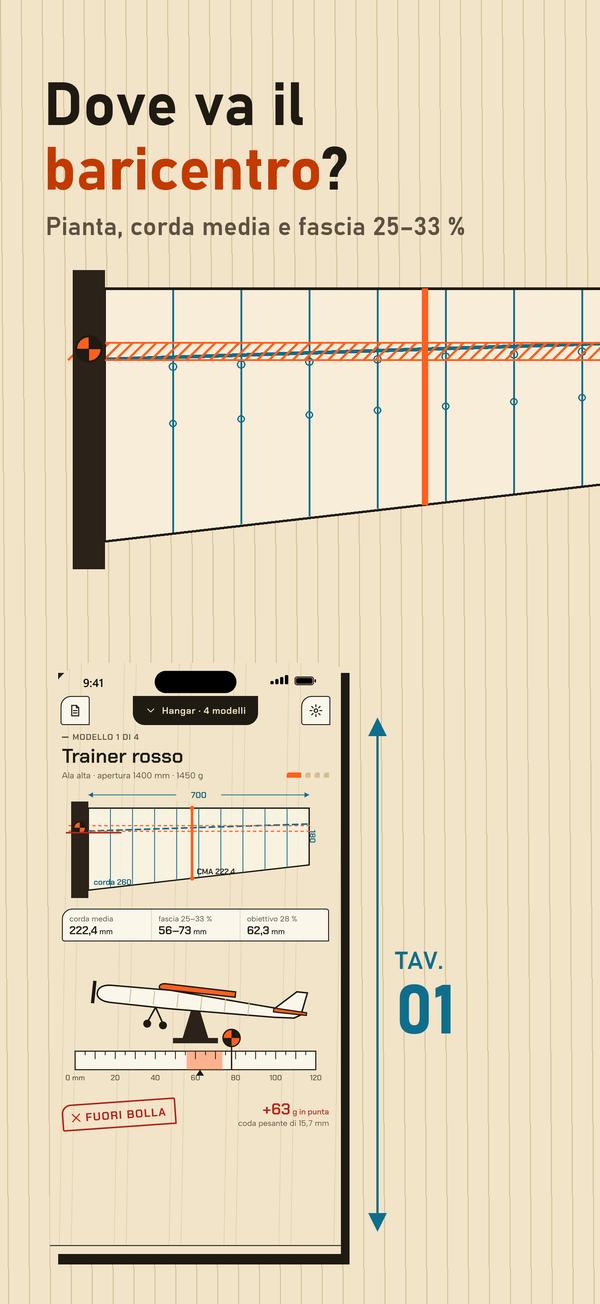 Dove va il
baricentro?
Pianta, corda media e fascia 25–33 %
9:41
Hangar · 4 modelli
— MODELLO 1 DI 4
Trainer rosso
Ala alta · apertura 1400 mm · 1450 g
700
180
CMA 222,4
corda 260
corda media
222,4 mm
fascia 25–33 %
56–73 mm
obiettivo 28 %
62,3 mm
0 mm 20 40 60 80 100 120
FUORI BOLLA
+63 g in punta
coda pesante di 15,7 mm
TAV.
01